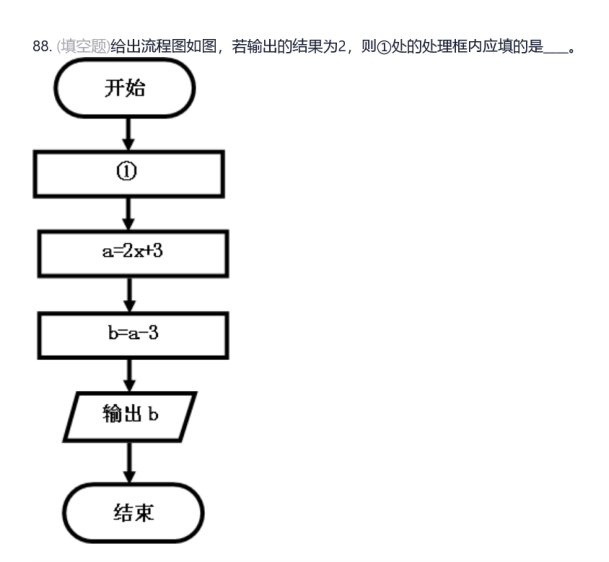 88. (填空题)给出流程图如图，若输出的结果为2，则①处的处理框内应填的是___。
开始
①
a=2x+3
b=a-3
输出 b
结束